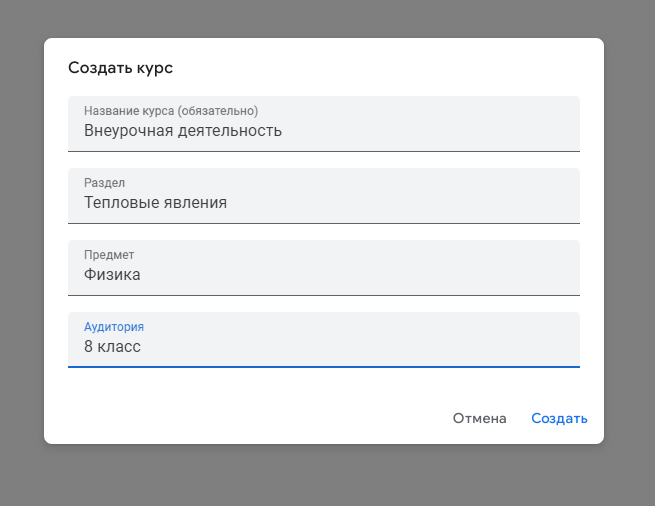 Создать курс
Название курса (обязательно)
Внеурочная деятельность
Раздел
Тепловые явления
Предмет
Физика
Аудитория
8 класс
Отмена Создать